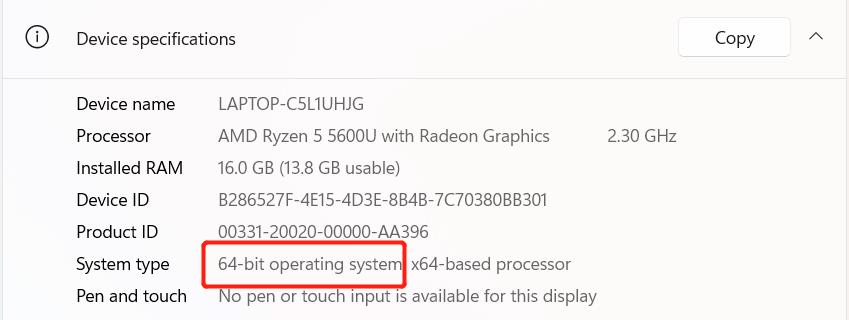 Device specifications
Copy
Device name LAPTOP-C5L1UHJG
Processor AMD Ryzen 5 5600U with Radeon Graphics 2.30 GHz
Installed RAM 16.0 GB (13.8 GB usable)
Device ID B286527F-4E15-4D3E-8B4B-7C70380BB301
Product ID 00331-20020-00000-AA396
System type 64-bit operating system, x64-based processor
Pen and touch No pen or touch input is available for this display